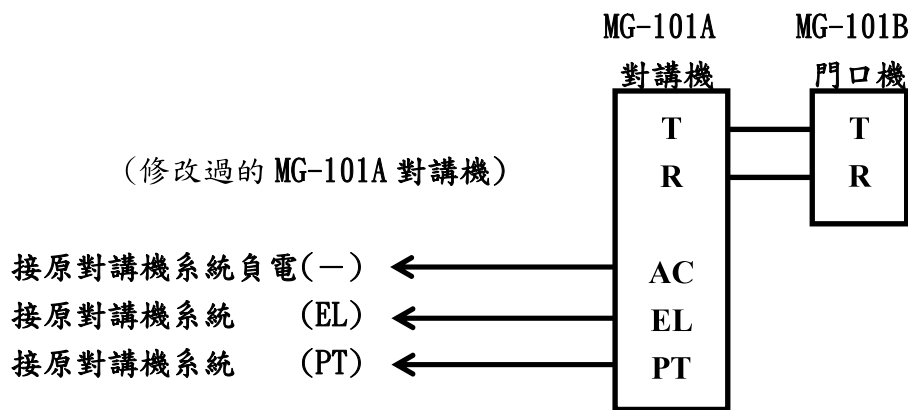 MG-101A MG-101B
對講機 門口機
T T
(修改過的 MG-101A 對講機) R R
接原對講機系統負電(－) AC
接原對講機系統 (EL) EL
接原對講機系統 (PT) PT